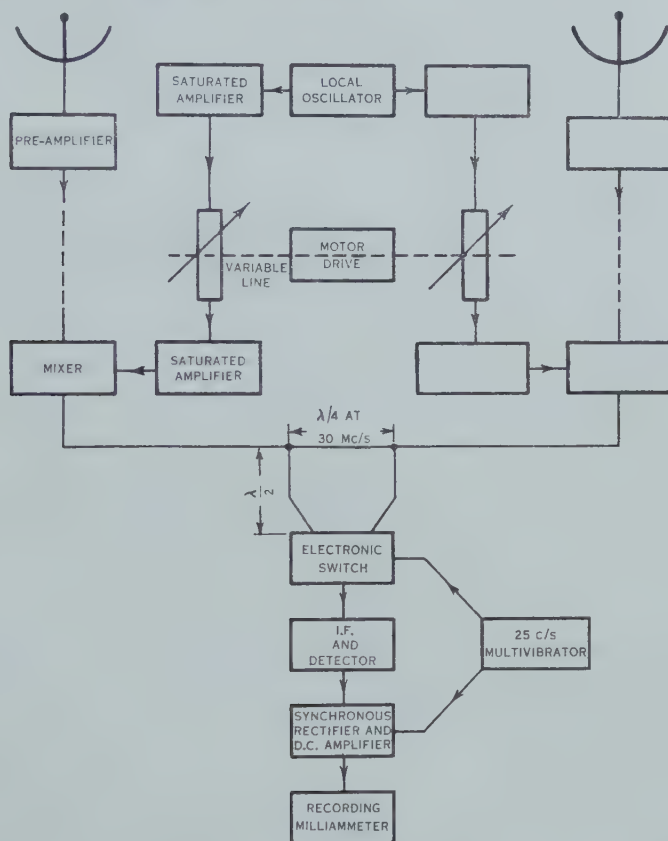 SATURATED
AMPLIFIER
LOCAL
OSCILLATOR
PRE-AMPLIFIER
VARIABLE
LINE
MOTOR
DRIVE
MIXER
SATURATED
AMPLIFIER
λ/4 AT
30 Mc/s
λ
2
ELECTRONIC
SWITCH
I.F.
AND
DETECTOR
25 c/s
MULTIVIBRATOR
SYNCHRONOUS
RECTIFIER AND
D.C. AMPLIFIER
RECORDING
MILLIAMMETER